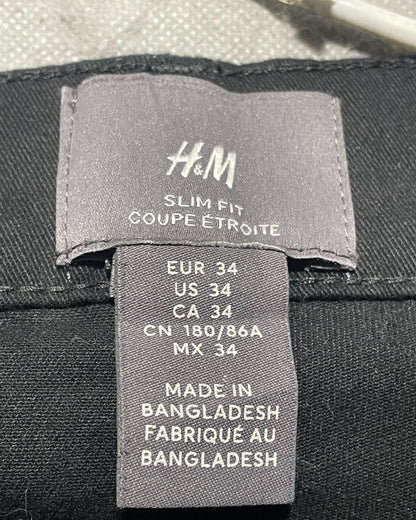 H&M
SLIM FIT
COUPE ÉTROITE
EUR 34
US 34
CA 34
CN 180/86A
MX 34
MADE IN
BANGLADESH
FABRIQUÉ AU
BANGLADESH